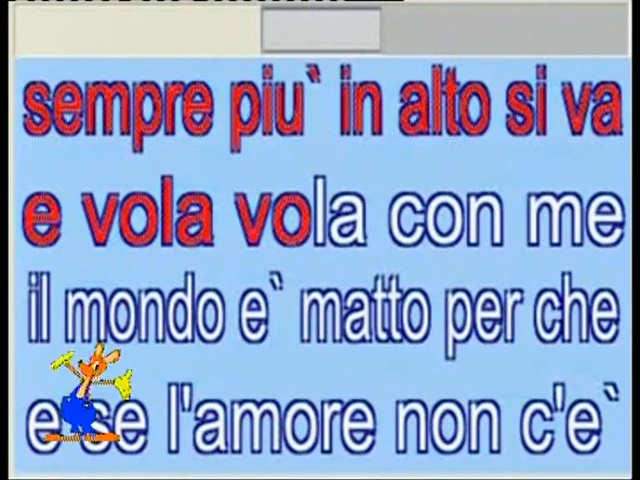 sempre piu` in alto si va
e vola vola con me
il mondo e` matto per che
e se l'amore non c'e`